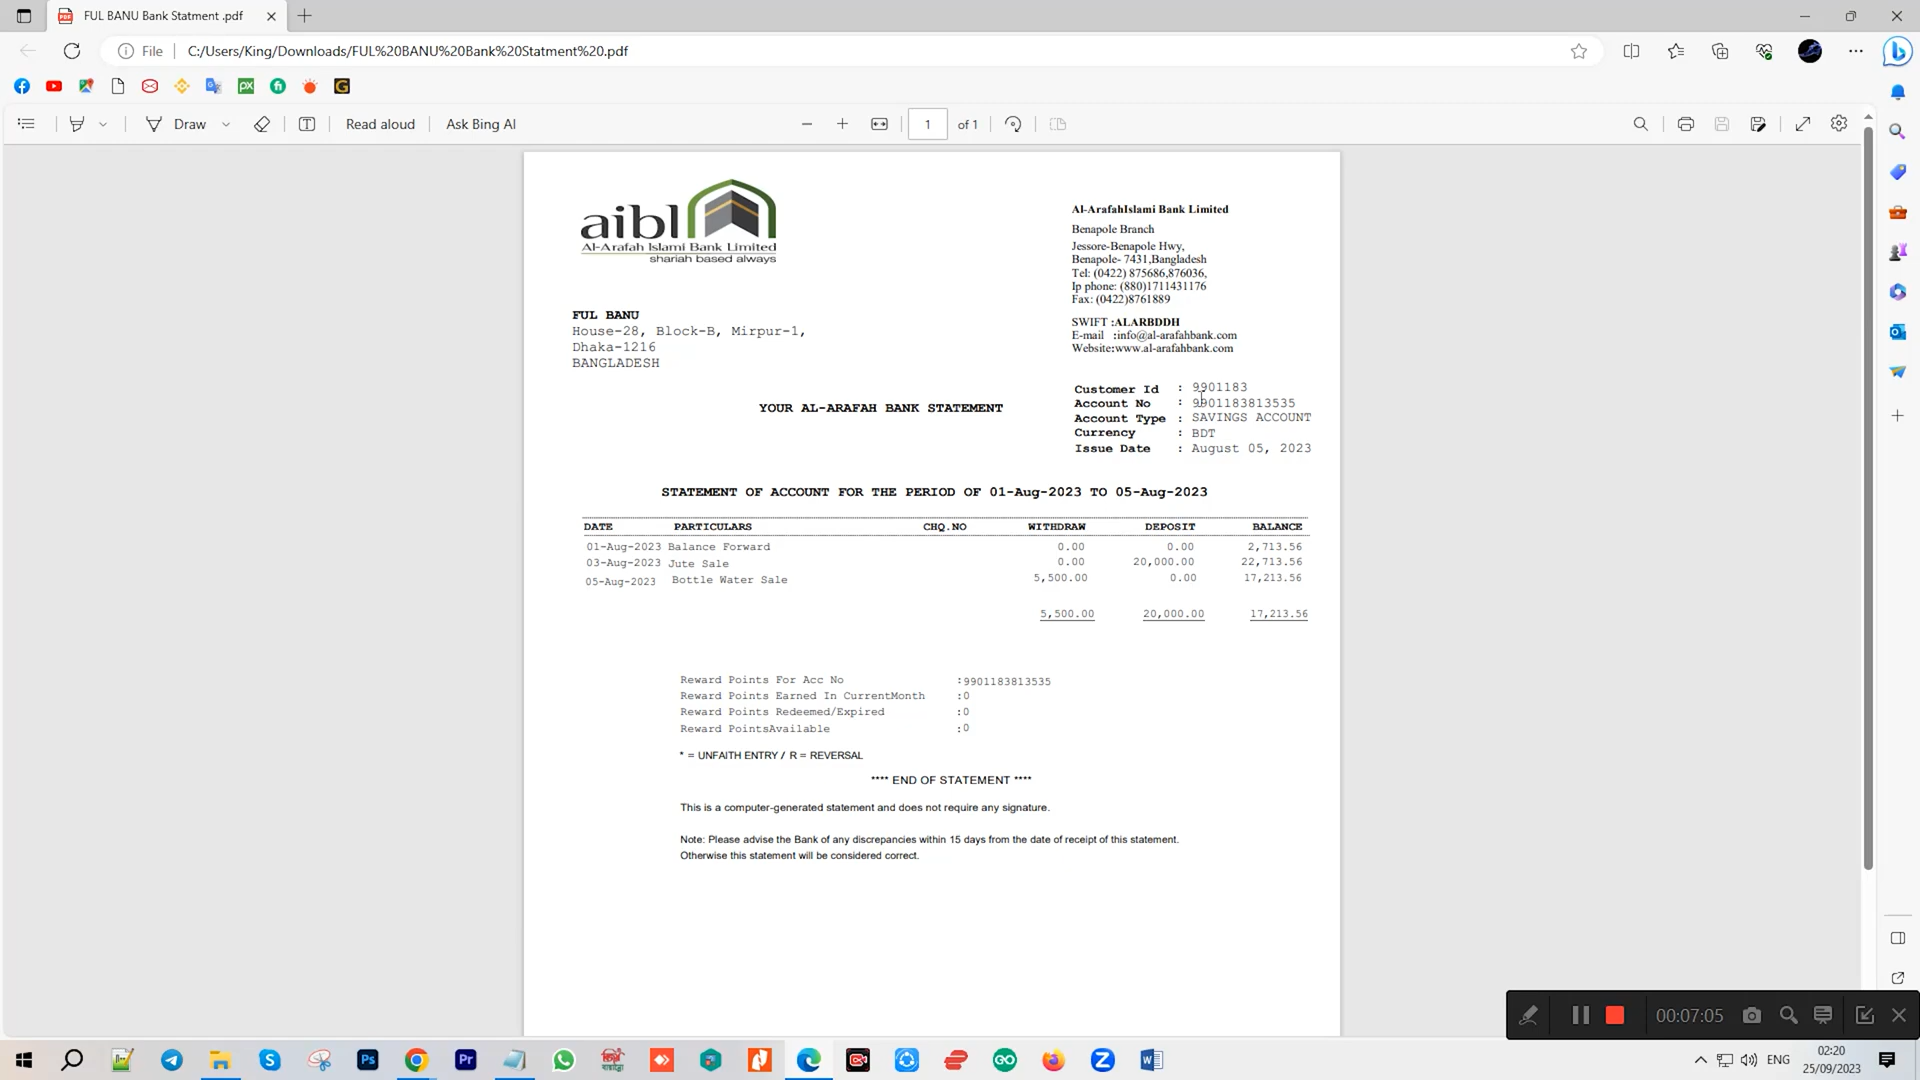 FUL BANU Bank Statment .pdf
File
C:/Users/King/Downloads/FUL%20BANU%20Bank%20Statment%20.pdf
Draw
Read aloud
Ask Bing AI
1
of 1
aibl
Al-Arafah Islami Bank Limited
shariah based always
Al-ArafahIslami Bank Limited
Benapole Branch
Jessore-Benapole Hwy,
Benapole- 7431,Bangladesh
Tel: (0422) 875686,876036,
Ip phone: (880)1711431176
Fax: (0422)8761889
SWIFT :ALARBDDH
E-mail :info@al-arafahbank.com
Website:www.al-arafahbank.com
FUL BANU
House-28, Block-B, Mirpur-1,
Dhaka-1216
BANGLADESH
Customer Id : 9901183
Account No : 9901183813535
Account Type : SAVINGS ACCOUNT
Currency : BDT
Issue Date : August 05, 2023
YOUR AL-ARAFAH BANK STATEMENT
STATEMENT OF ACCOUNT FOR THE PERIOD OF 01-Aug-2023 TO 05-Aug-2023
DATE PARTICULARS CHQ.NO WITHDRAW DEPOSIT BALANCE
01-Aug-2023 Balance Forward 0.00 0.00 2,713.56
03-Aug-2023 Jute Sale 0.00 20,000.00 22,713.56
05-Aug-2023 Bottle Water Sale 5,500.00 0.00 17,213.56
5,500.00 20,000.00 17,213.56
Reward Points For Acc No :9901183813535
Reward Points Earned In CurrentMonth :0
Reward Points Redeemed/Expired :0
Reward PointsAvailable :0
* = UNFAITH ENTRY / R = REVERSAL
**** END OF STATEMENT ****
This is a computer-generated statement and does not require any signature.
Note: Please advise the Bank of any discrepancies within 15 days from the date of receipt of this statement.
Otherwise this statement will be considered correct.
00:07:05
ENG
02:20
25/09/2023